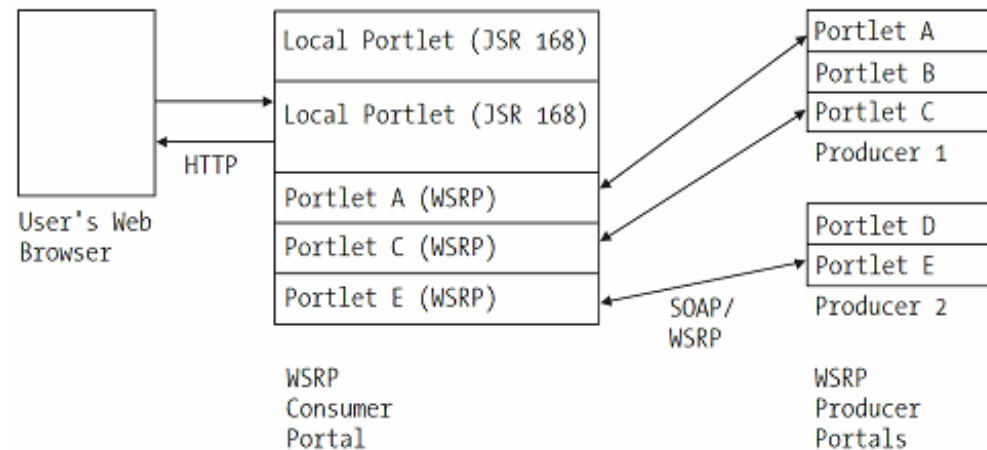 Local Portlet (JSR 168)
Local Portlet (JSR 168)
HTTP
User's Web
Browser
Portlet A (WSRP)
Portlet C (WSRP)
Portlet E (WSRP)
WSRP
Consumer
Portal
SOAP/
WSRP
Portlet A
Portlet B
Portlet C
Producer 1
Portlet D
Portlet E
Producer 2
WSRP
Producer
Portals